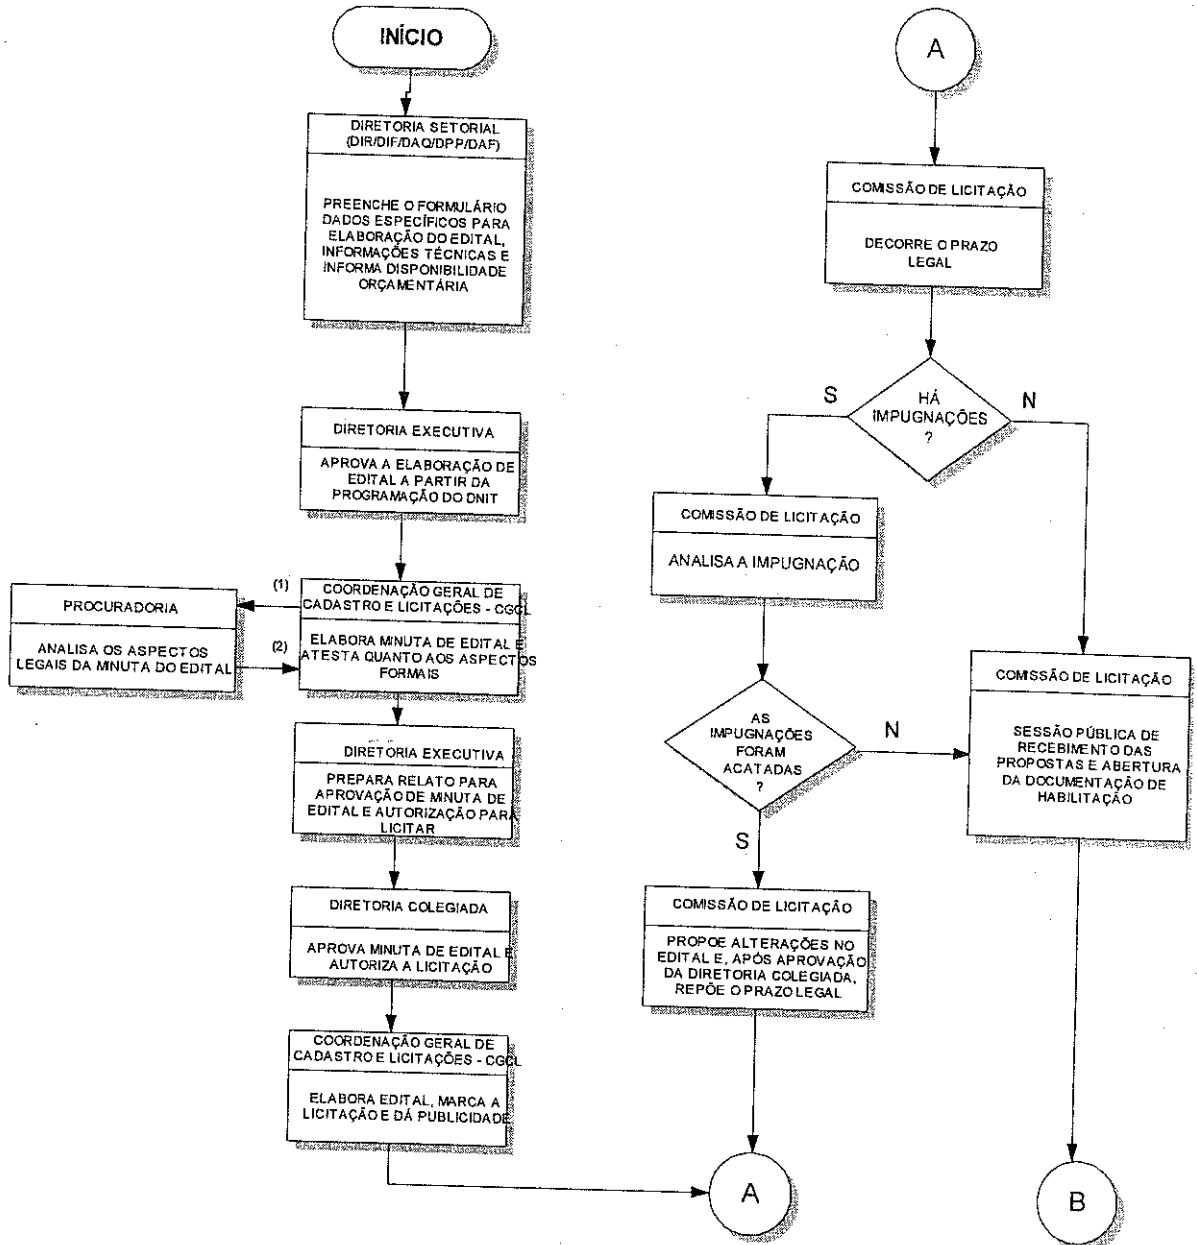 INÍCIO
DIRETORIA SETORIAL
(DIR/DIF/DAQ/DPP/DAF)
PREENCHE O FORMULÁRIO
DADOS ESPECÍFICOS PARA
ELABORAÇÃO DO EDITAL,
INFORMAÇÕES TÉCNICAS E
INFORMA DISPONIBILIDADE
ORÇAMENTÁRIA
DIRETORIA EXECUTIVA
APROVA A ELABORAÇÃO DE
EDITAL A PARTIR DA
PROGRAMAÇÃO DO DNIT
(1)
COORDENAÇÃO GERAL DE
CADASTRO E LICITAÇÕES - CGCL
ELABORA MINUTA DE EDITAL E
ATESTA QUANTO AOS ASPECTOS
FORMAIS
PROCURADORIA
ANALISA OS ASPECTOS
LEGAIS DA MINUTA DO EDITAL
(2)
DIRETORIA EXECUTIVA
PREPARA RELATO PARA
APROVAÇÃO DE MINUTA DE
EDITAL E AUTORIZAÇÃO PARA
LICITAR
DIRETORIA COLEGIADA
APROVA MINUTA DE EDITAL E
AUTORIZA A LICITAÇÃO
COORDENAÇÃO GERAL DE
CADASTRO E LICITAÇÕES - CGCL
ELABORA EDITAL, MARCA A
LICITAÇÃO E DÁ PUBLICIDADE
A
COMISSÃO DE LICITAÇÃO
DECORRE O PRAZO
LEGAL
HÁ
IMPUGNAÇÕES
?
S
N
COMISSÃO DE LICITAÇÃO
ANALISA A IMPUGNAÇÃO
AS
IMPUGNAÇÕES
FORAM
ACATADAS
?
N
S
COMISSÃO DE LICITAÇÃO
SESSÃO PÚBLICA DE
RECEBIMENTO DAS
PROPOSTAS E ABERTURA
DA DOCUMENTAÇÃO DE
HABILITAÇÃO
COMISSÃO DE LICITAÇÃO
PROPOE ALTERAÇÕES NO
EDITAL E, APÓS APROVAÇÃO
DA DIRETORIA COLEGIADA,
REPÕE O PRAZO LEGAL
A
B